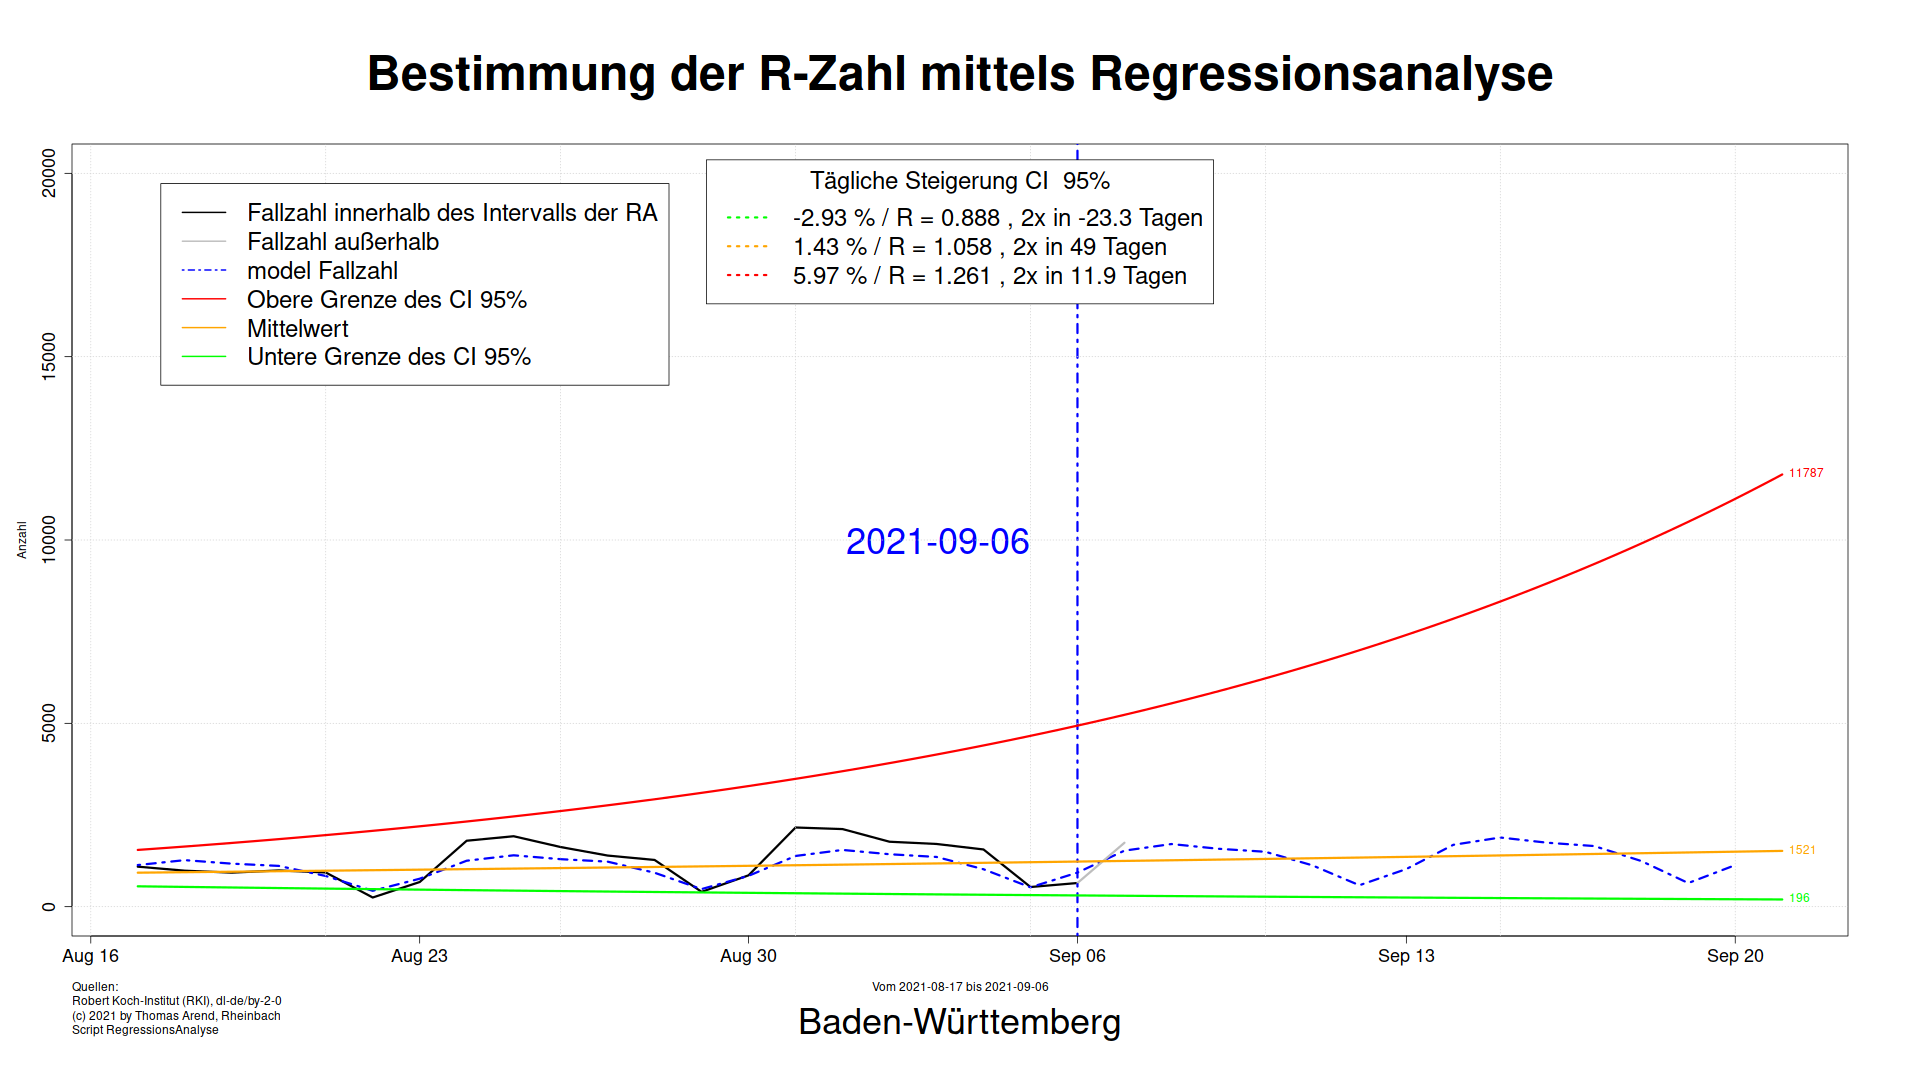 Bestimmung der R-Zahl mittels Regressionsanalyse
Fallzahl innerhalb des Intervalls der RA
Fallzahl außerhalb
model Fallzahl
Obere Grenze des CI 95%
Mittelwert
Untere Grenze des CI 95%
Tägliche Steigerung CI  95%
-2.93 % / R = 0.888 , 2x in -23.3 Tagen
1.43 % / R = 1.058 , 2x in 49 Tagen
5.97 % / R = 1.261 , 2x in 11.9 Tagen
20000
15000
10000
5000
0
Anzahl
2021-09-06
11787
1521
196
Aug 16
Aug 23
Aug 30
Sep 06
Sep 13
Sep 20
Quellen:
Robert Koch-Institut (RKI), dl-de/by-2-0
(c) 2021 by Thomas Arend, Rheinbach
Script RegressionsAnalyse
Vom 2021-08-17 bis 2021-09-06
Baden-Württemberg